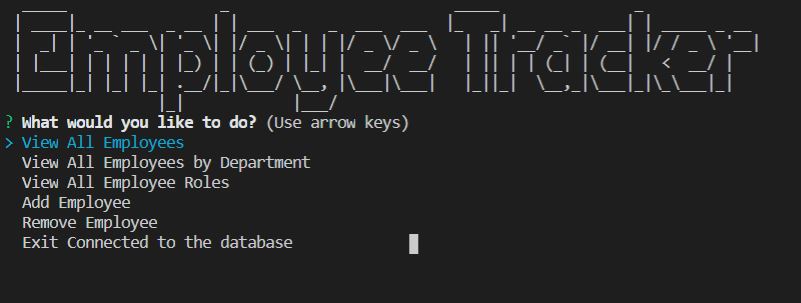 Employee Tracker
? What would you like to do? (Use arrow keys)
> View All Employees
View All Employees by Department
View All Employee Roles
Add Employee
Remove Employee
Exit Connected to the database